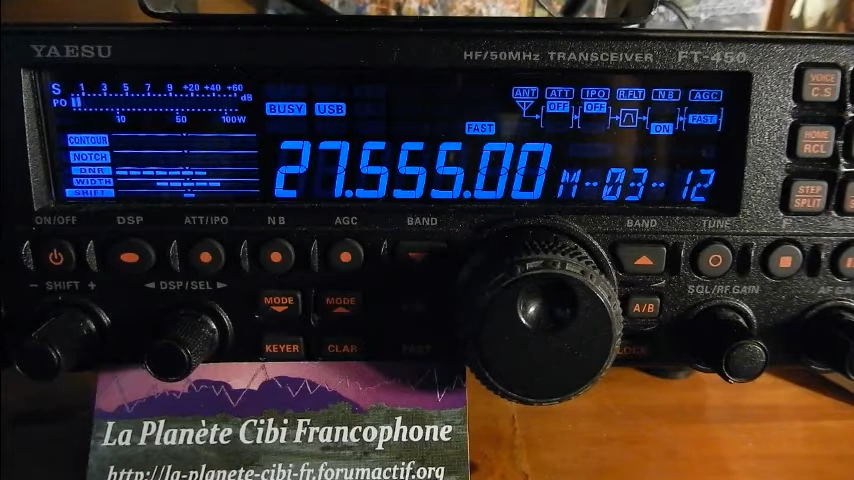 YAESU
HF/50MHz TRANSCEIVER FT-450
S 1 3 5 7 9 +20 +40 +60 dB
PO 10 50 100W
BUSY USB
ANT ATT IPO R.FLT NB AGC
OFF OFF ON FAST
FAST
CONTOUR
NOTCH
DNR
WIDTH
SHIFT
27.555.00 M-03-12
VOICE
C.S
HOME
RCL
STEP
SPLIT
ON/OFF DSP ATT/IPO NB AGC BAND BAND TUNE
− SHIFT + DSP/SEL
MODE MODE
A/B
SQL/RF GAIN AF GA
KEYER CLAR FAST LOCK
La Planète Cibi Francophone
http://la-planete-cibi-fr.forumactif.org